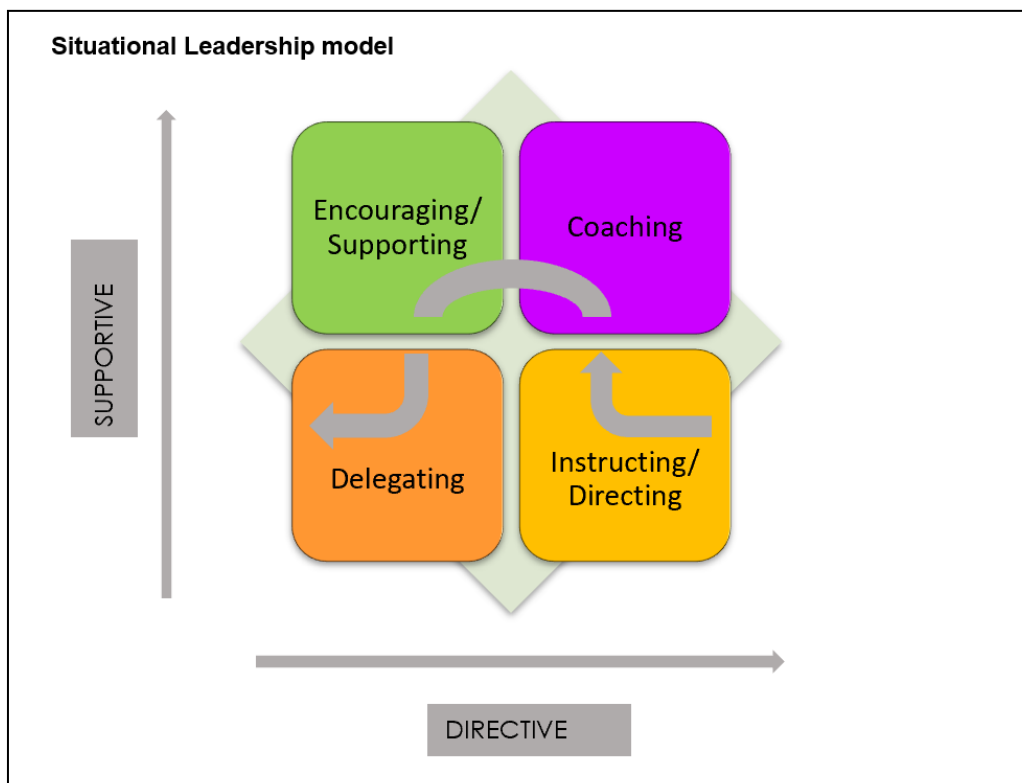 Situational Leadership model
Encouraging/
Supporting
Coaching
SUPPORTIVE
Delegating
Instructing/
Directing
DIRECTIVE